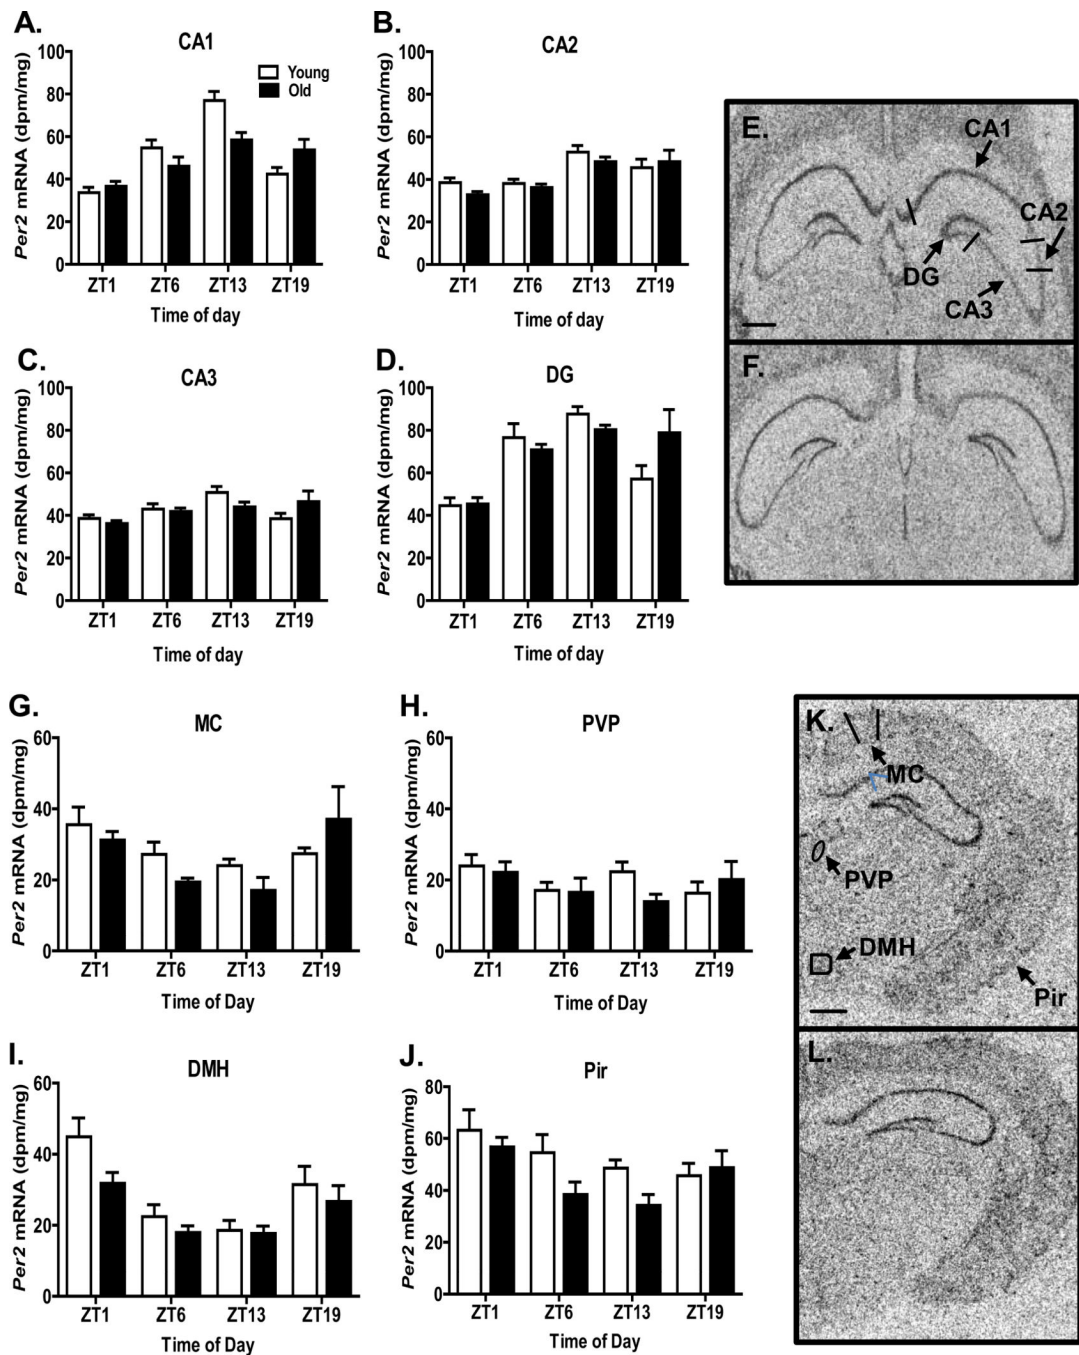 A.
CA1
Per2 mRNA (dpm/mg)
100
80
60
40
20
0
Young
Old
ZT1 ZT6 ZT13 ZT19
Time of day
B.
CA2
Per2 mRNA (dpm/mg)
100
80
60
40
20
0
ZT1 ZT6 ZT13 ZT19
Time of day
C.
CA3
Per2 mRNA (dpm/mg)
100
80
60
40
20
0
ZT1 ZT6 ZT13 ZT19
Time of day
D.
DG
Per2 mRNA (dpm/mg)
100
80
60
40
20
0
ZT1 ZT6 ZT13 ZT19
Time of day
E.
CA1
CA2
DG
CA3
F.
G.
MC
Per2 mRNA (dpm/mg)
60
40
20
0
ZT1 ZT6 ZT13 ZT19
Time of Day
H.
PVP
Per2 mRNA (dpm/mg)
60
40
20
0
ZT1 ZT6 ZT13 ZT19
Time of Day
I.
DMH
Per2 mRNA (dpm/mg)
60
40
20
0
ZT1 ZT6 ZT13 ZT19
Time of Day
J.
Pir
Per2 mRNA (dpm/mg)
80
60
40
20
0
ZT1 ZT6 ZT13 ZT19
Time of Day
K.
MC
PVP
DMH
Pir
L.